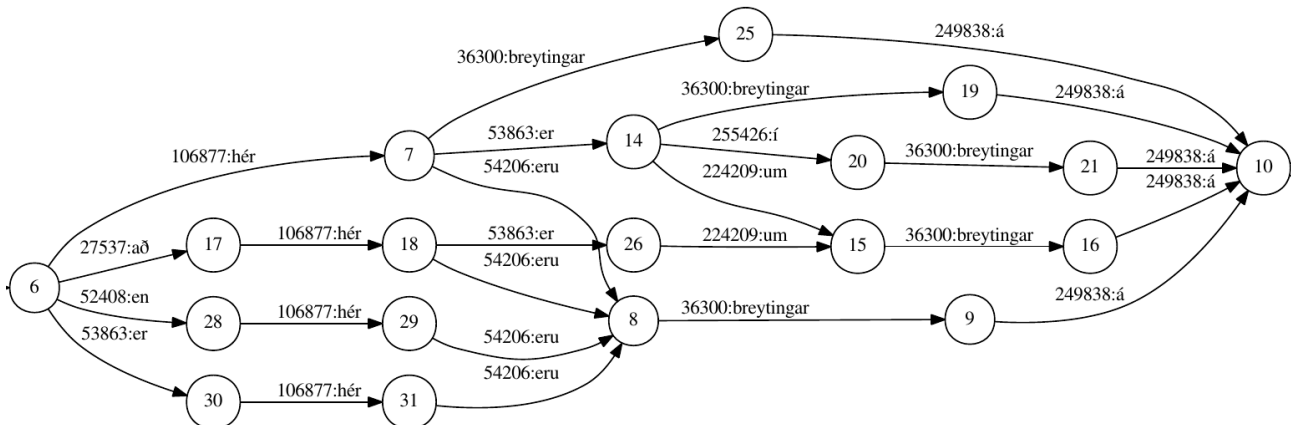 25
249838:á
36300:breytingar
36300:breytingar
19
249838:á
53863:er
14
255426:í
106877:hér
7
54206:eru
224209:um
20
36300:breytingar
21
249838:á
249838:á
10
27537:að
17
106877:hér
18
53863:er
26
224209:um
15
36300:breytingar
16
54206:eru
6
52408:en
28
106877:hér
29
8
36300:breytingar
9
249838:á
53863:er
54206:eru
54206:eru
30
106877:hér
31